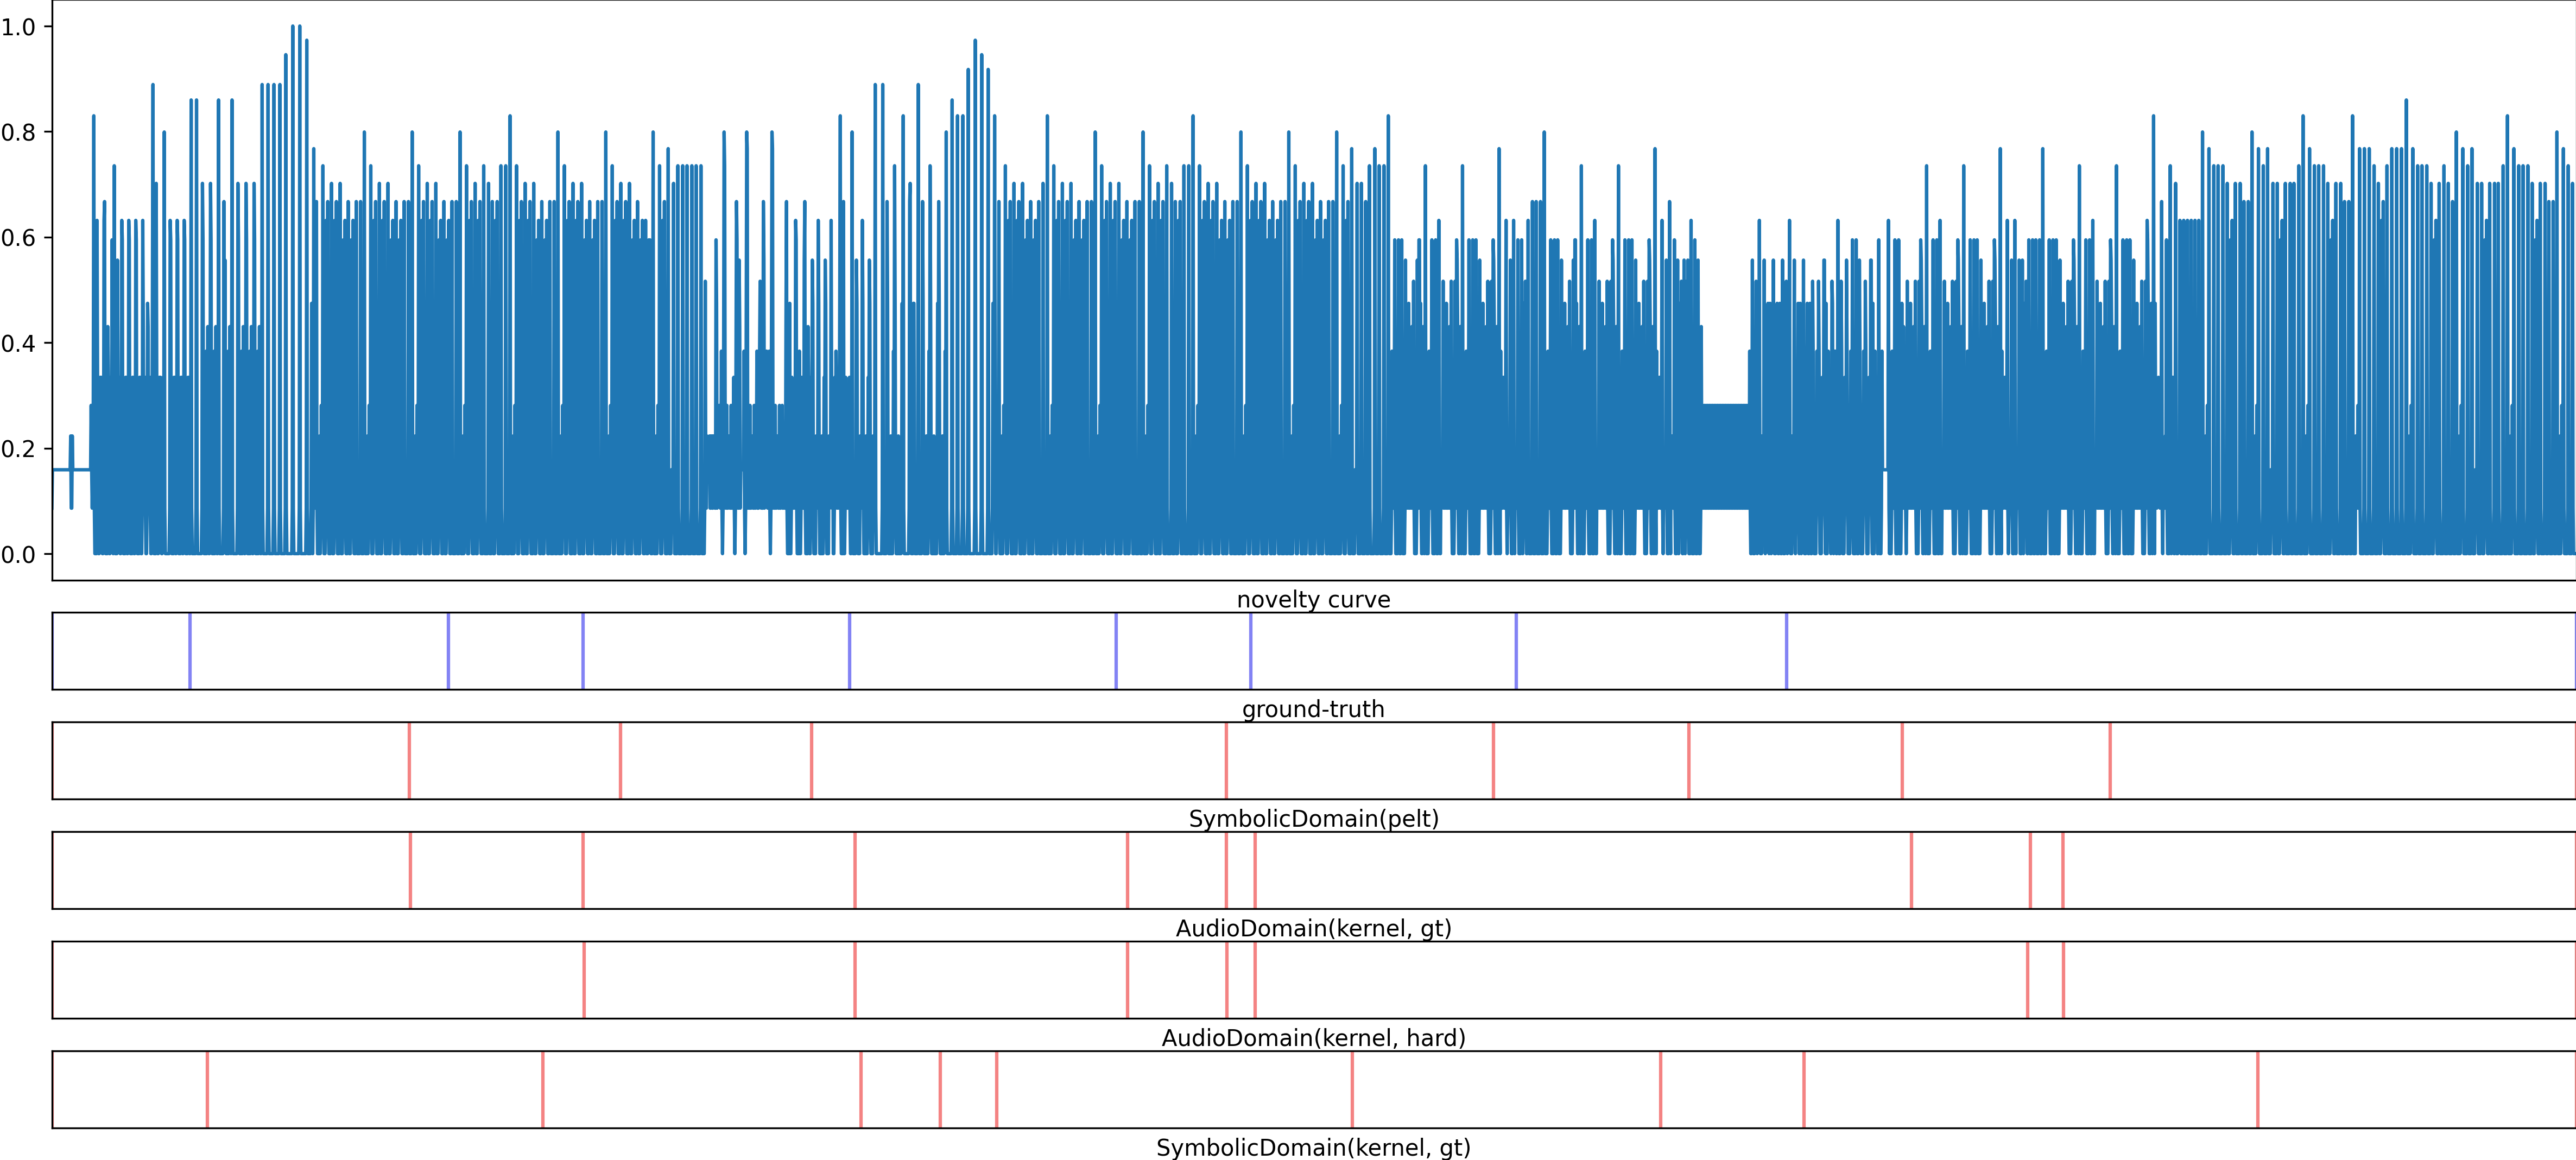 1.0
0.8
0.6
0.4
0.2
0.0
novelty curve
ground-truth
SymbolicDomain(pelt)
AudioDomain(kernel, gt)
AudioDomain(kernel, hard)
SymbolicDomain(kernel, gt)